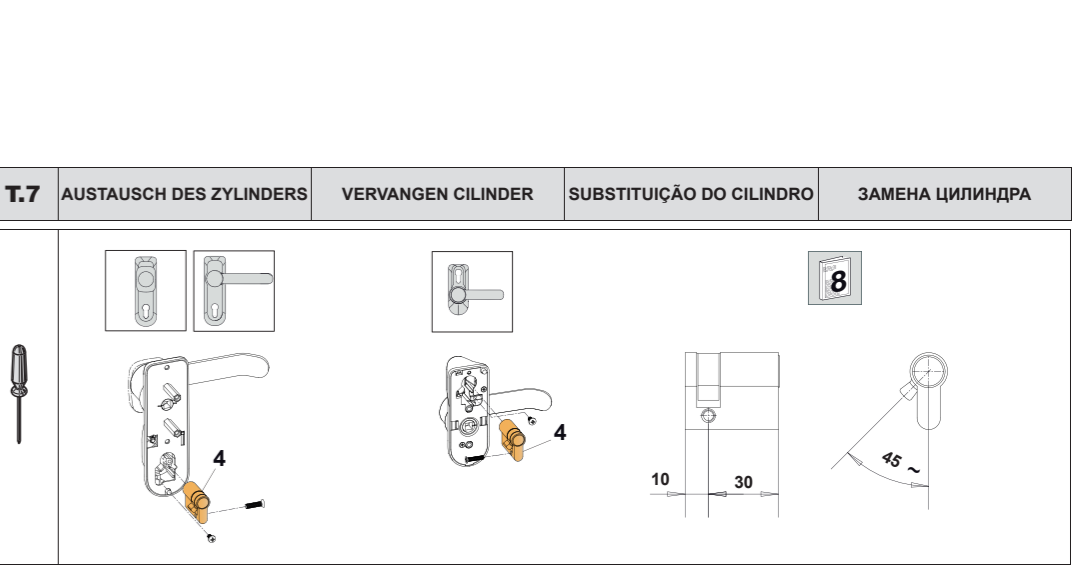 T.7
AUSTAUSCH DES ZYLINDERS
VERVANGEN CILINDER
SUBSTITUIÇÃO DO CILINDRO
ЗАМЕНА ЦИЛИНДРА
8
4
4
10
30
45 ~